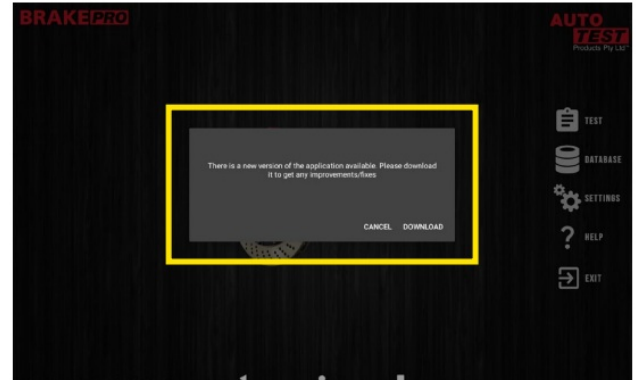 BRAKEPRO
AUTO
TEST
Products Pty Ltd
TEST
DATABASE
SETTINGS
HELP
EXIT
There is a new version of the application available. Please download
it to get any improvements/fixes
CANCEL DOWNLOAD